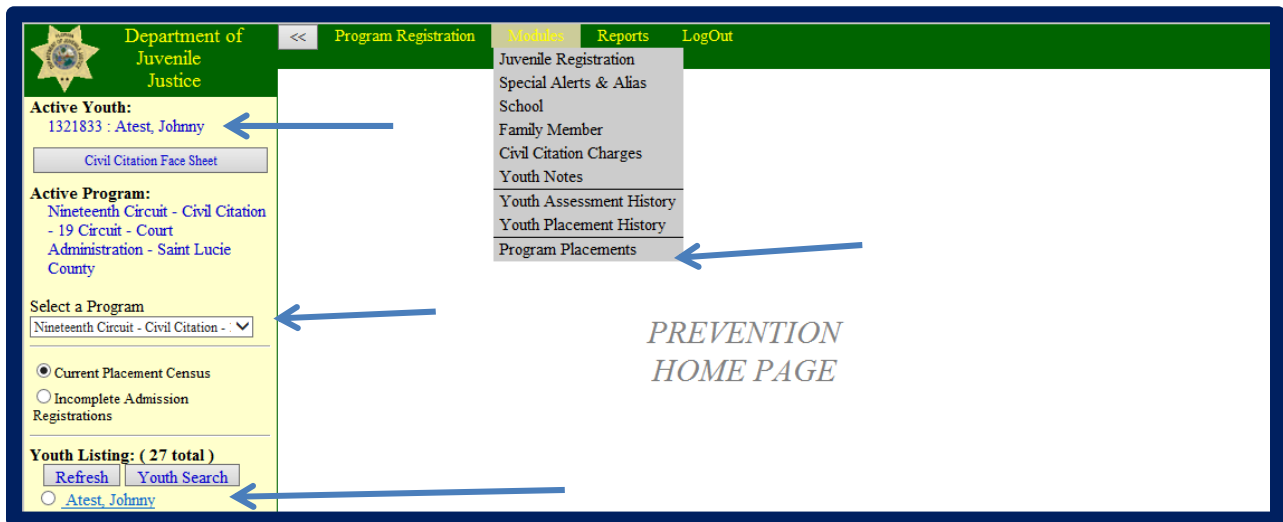 Department of
Juvenile
Justice
<< Program Registration Modules Reports LogOut
Juvenile Registration
Special Alerts & Alias
School
Family Member
Civil Citation Charges
Youth Notes
Youth Assessment History
Youth Placement History
Program Placements
Active Youth:
1321833 : Atest, Johnny
Civil Citation Face Sheet
Active Program:
Nineteenth Circuit - Civil Citation
- 19 Circuit - Court
Administration - Saint Lucie
County
Select a Program
Nineteenth Circuit - Civil Citation -
Current Placement Census
Incomplete Admission
Registrations
Youth Listing: ( 27 total )
Refresh Youth Search
Atest, Johnny
PREVENTION
HOME PAGE